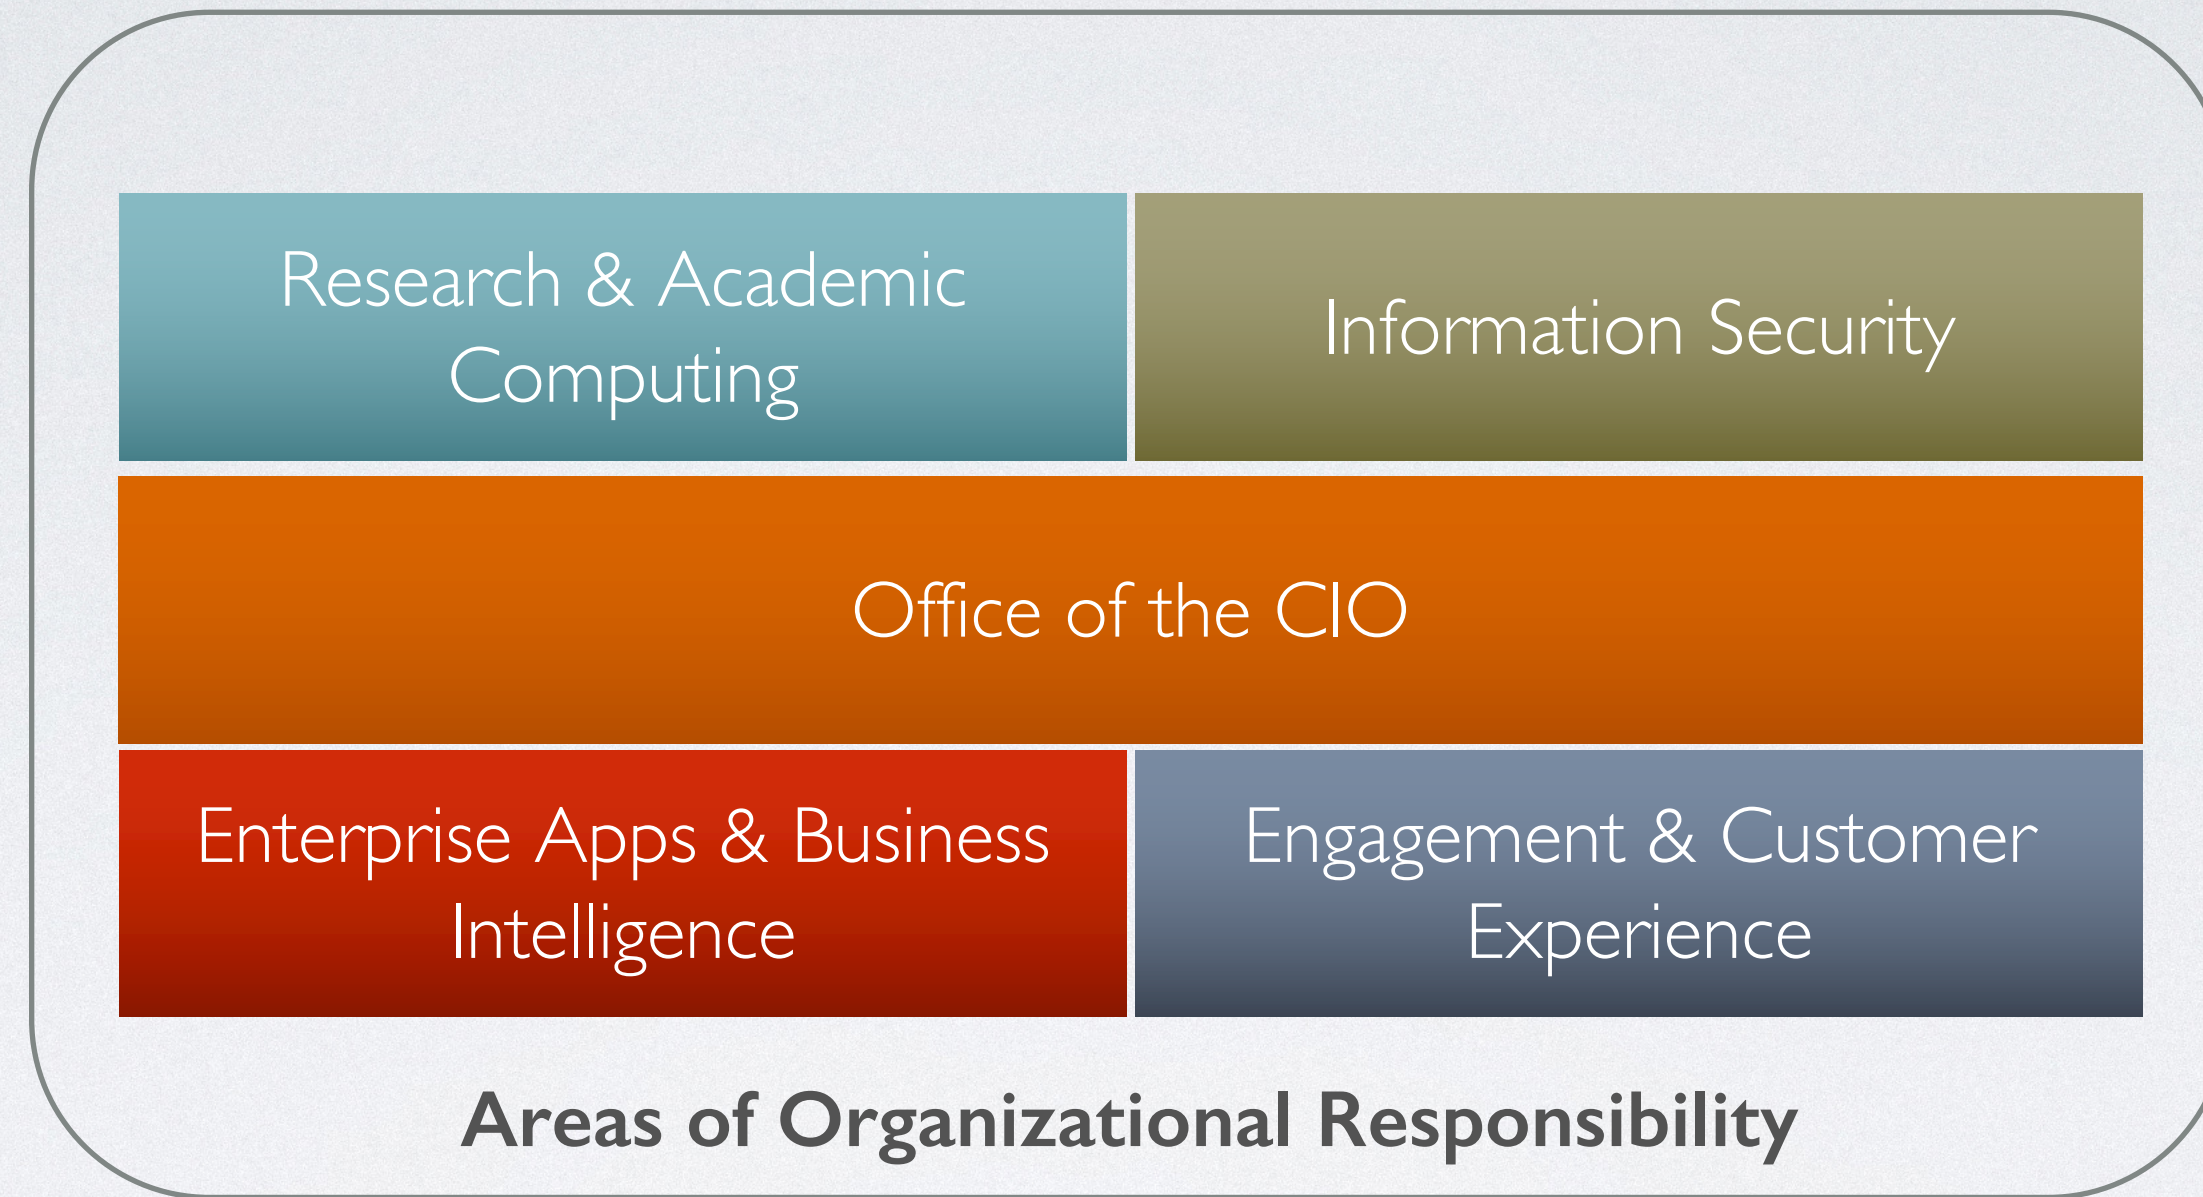 Research & Academic
Computing
Information Security
Office of the CIO
Enterprise Apps & Business
Intelligence
Engagement & Customer
Experience
Areas of Organizational Responsibility